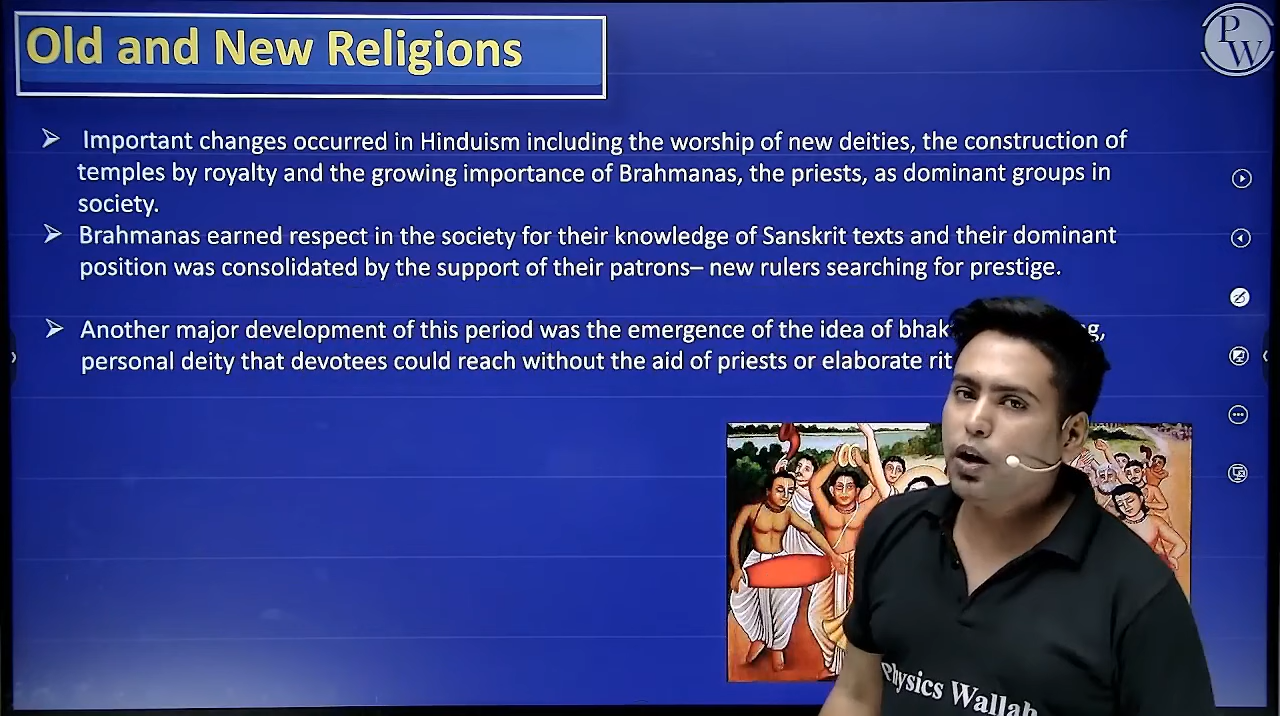 Old and New Religions
P
W
Important changes occurred in Hinduism including the worship of new deities, the construction of
temples by royalty and the growing importance of Brahmanas, the priests, as dominant groups in
society.
Brahmanas earned respect in the society for their knowledge of Sanskrit texts and their dominant
position was consolidated by the support of their patrons– new rulers searching for prestige.
Another major development of this period was the emergence of the idea of
personal deity that devotees could reach without the aid of priests or elaborate
Physics Wallah